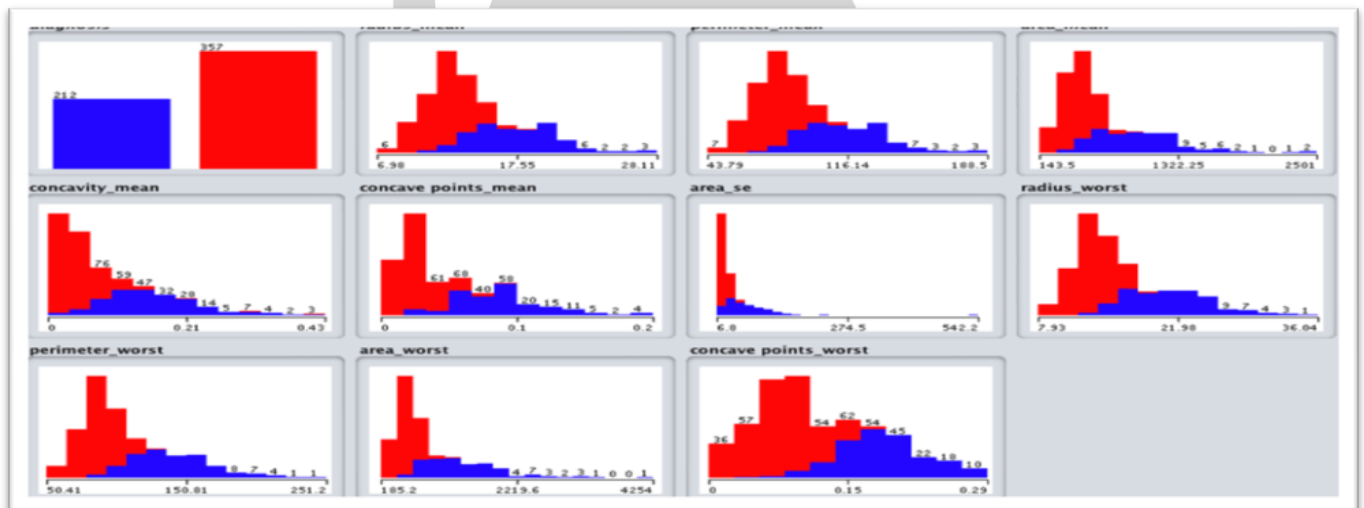 diagnosis radius_mean perimeter_mean area_mean
357
212
6 6 2 2 3
6.98 17.55 28.11
7 7 3 2 3
43.79 116.14 188.5
9 5 6 2 1 0 1 2
143.5 1322.25 2501
concavity_mean concave points_mean area_se radius_worst
76 59 47 32 28 14 5 7 4 2 3
0 0.21 0.43
61 68 40 58 20 15 11 5 2 4
0 0.1 0.2
6.8 274.5 542.2
9 7 4 3 1
7.93 21.98 36.04
perimeter_worst area_worst concave points_worst
8 7 4 1 1
50.41 150.81 251.2
4 7 3 2 3 1 0 0 1
185.2 2219.6 4254
36 57 54 62 54 45 22 18 10
0 0.15 0.29